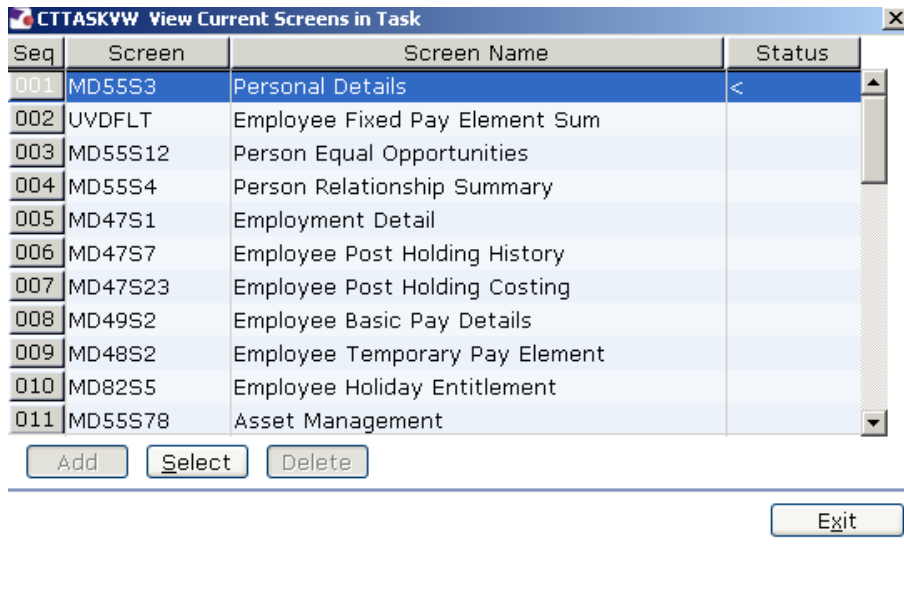 CTTASKVW View Current Screens in Task
Seq Screen Screen Name Status
001 MD55S3 Personal Details <
002 UVDFLT Employee Fixed Pay Element Sum
003 MD55S12 Person Equal Opportunities
004 MD55S4 Person Relationship Summary
005 MD47S1 Employment Detail
006 MD47S7 Employee Post Holding History
007 MD47S23 Employee Post Holding Costing
008 MD49S2 Employee Basic Pay Details
009 MD48S2 Employee Temporary Pay Element
010 MD82S5 Employee Holiday Entitlement
011 MD55S78 Asset Management
Add Select Delete
Exit